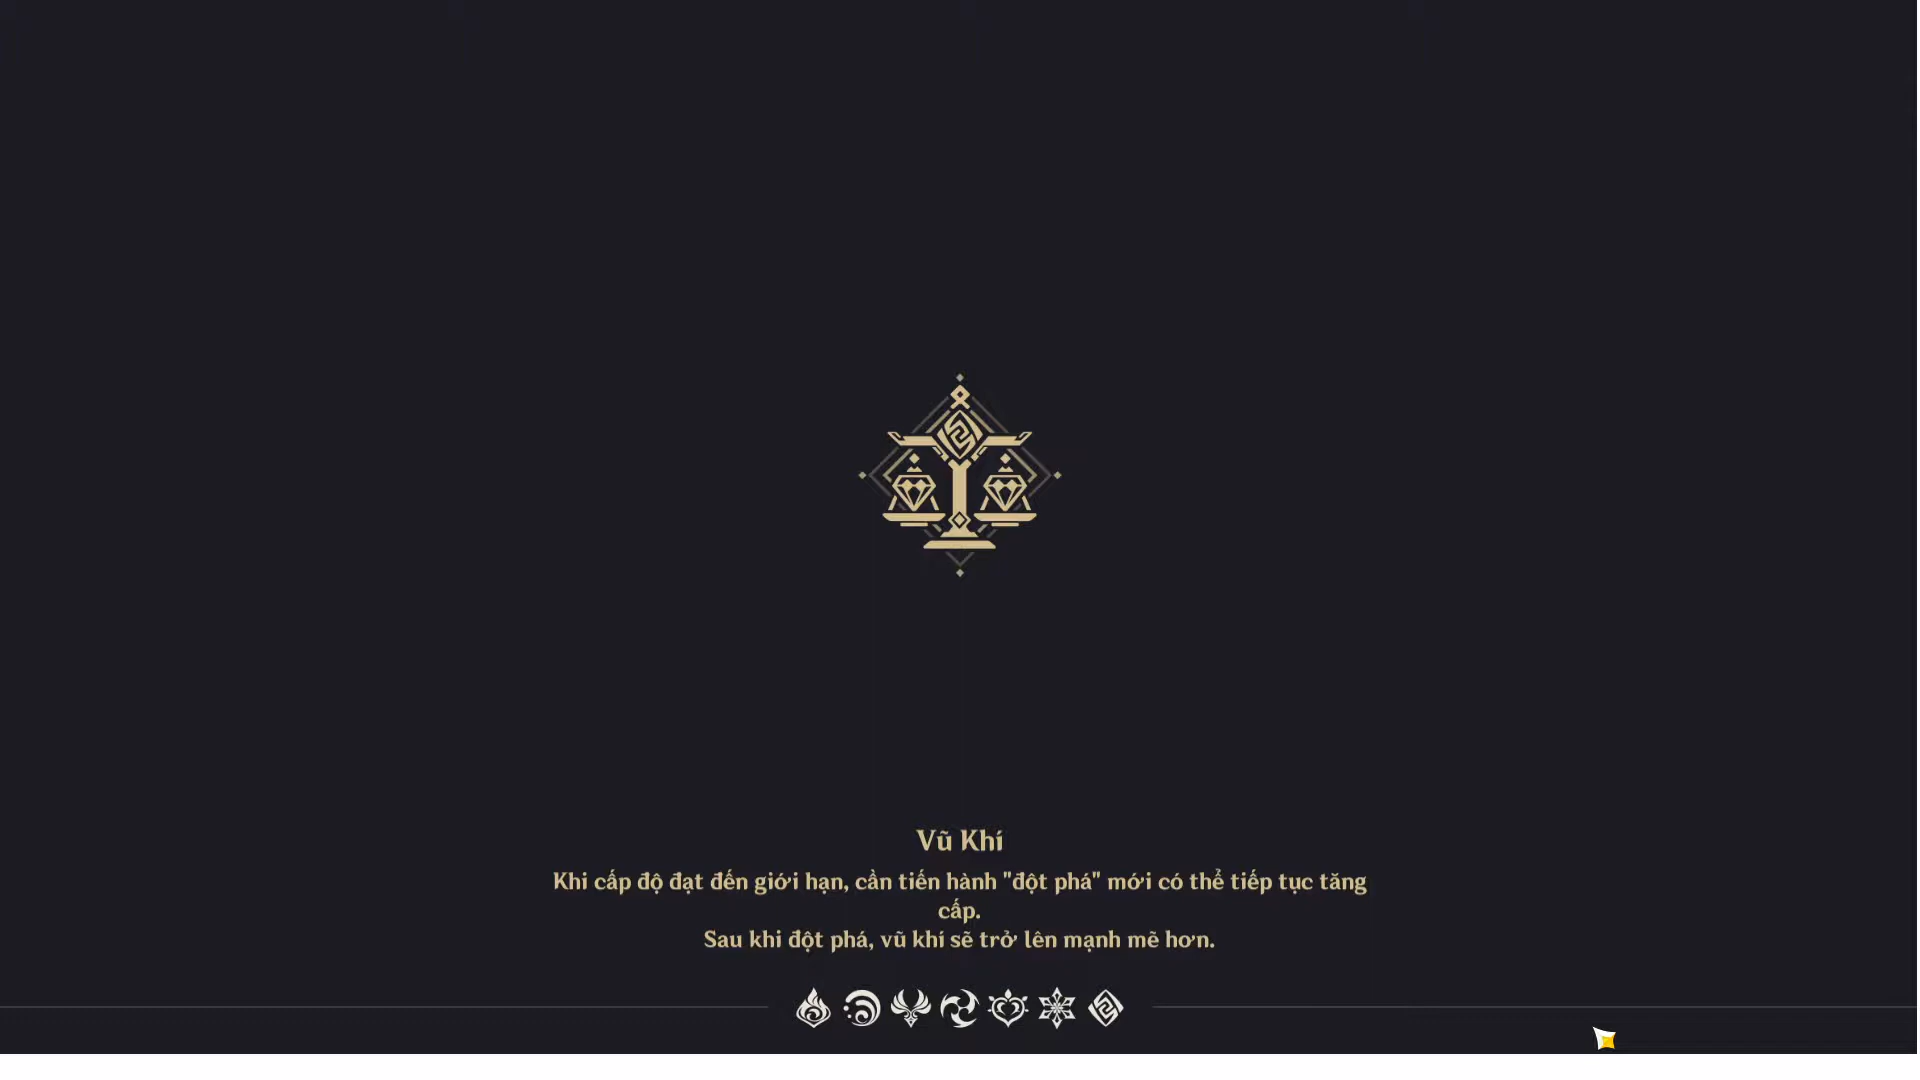 Vũ Khí
Khi cấp độ đạt đến giới hạn, cần tiến hành "đột phá" mới có thể tiếp tục tăng
cấp.
Sau khi đột phá, vũ khí sẽ trở lên mạnh mẽ hơn.